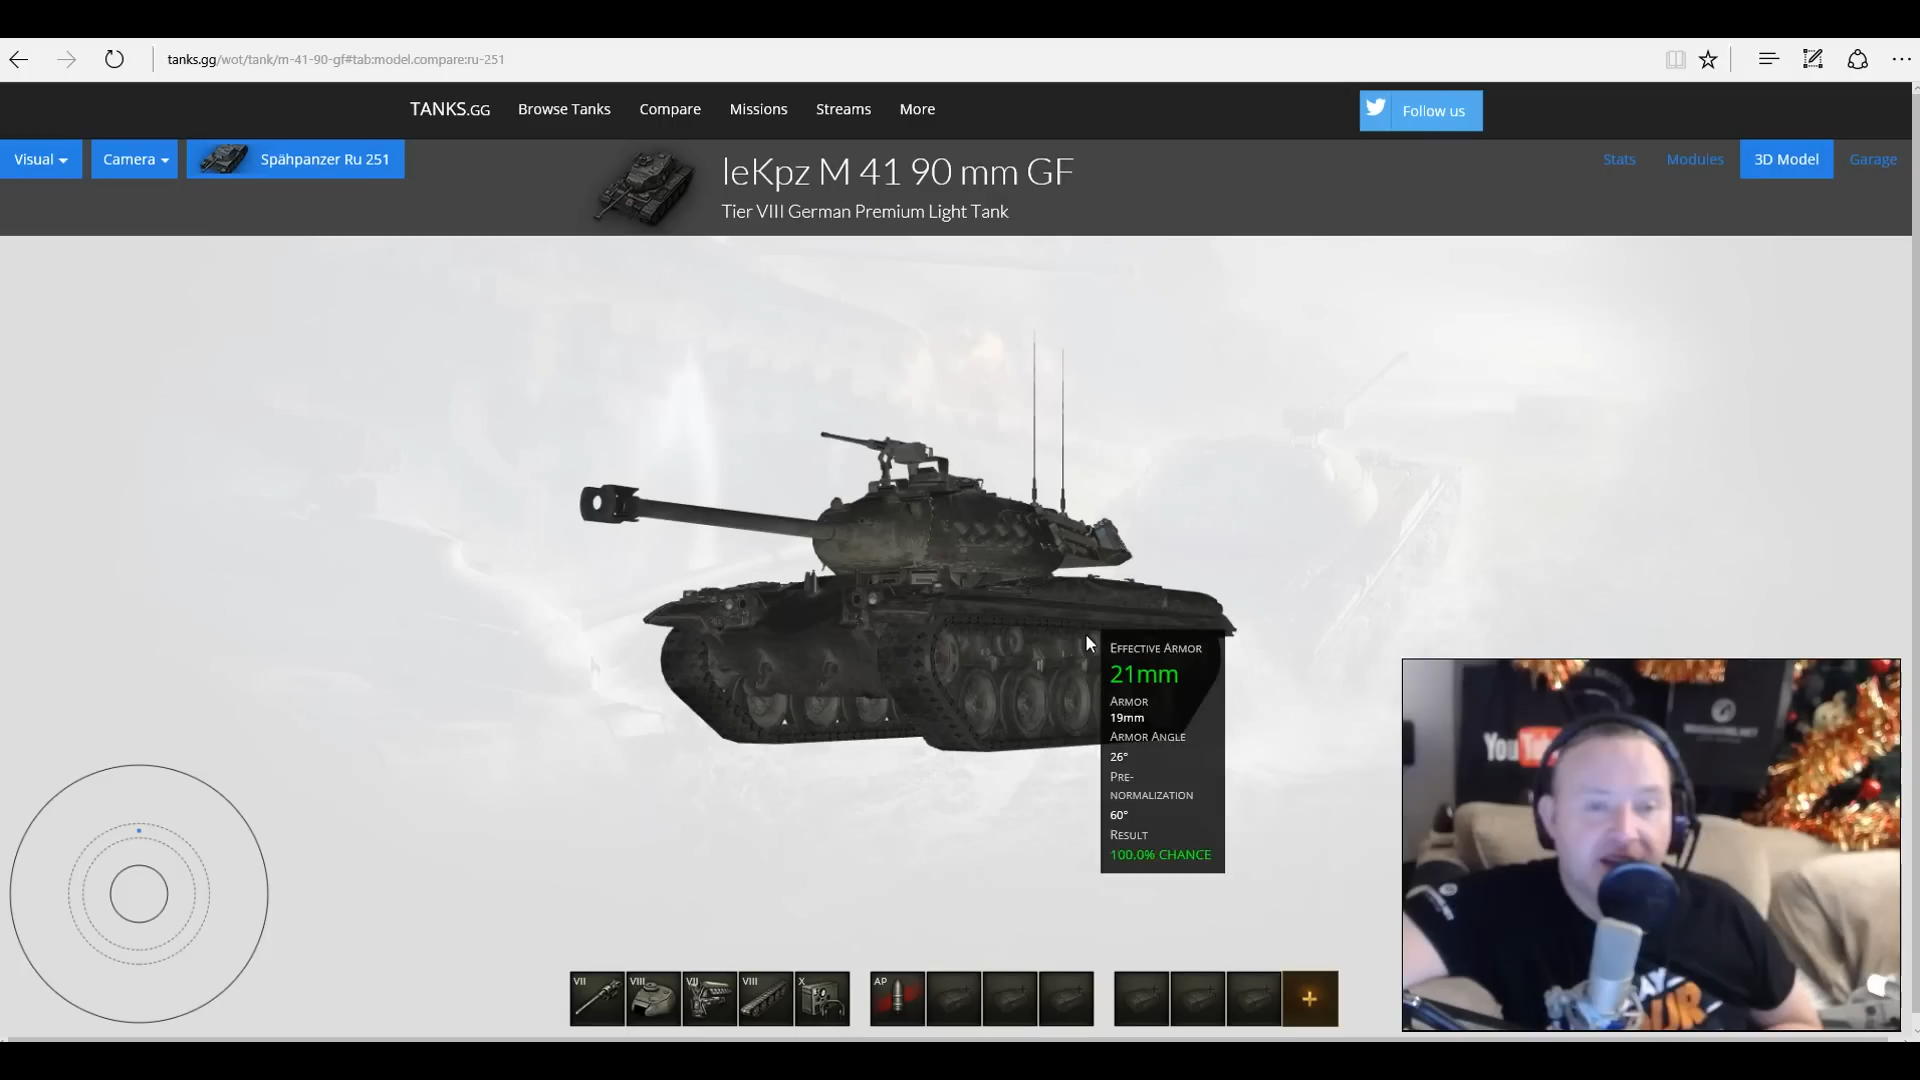 tanks.gg/wot/tank/m-41-90-gf#tab:model.compare:ru-251
TANKS.GG Browse Tanks Compare Missions Streams More
Follow us
Visual Camera Spähpanzer Ru 251
leKpz M 41 90 mm GF
Tier VIII German Premium Light Tank
Stats Modules 3D Model Garage
EFFECTIVE ARMOR
21mm
ARMOR
19mm
ARMOR ANGLE
26°
PRE-
NORMALIZATION
60°
RESULT
100.0% CHANCE
VII VIII VII VIII X AP
You